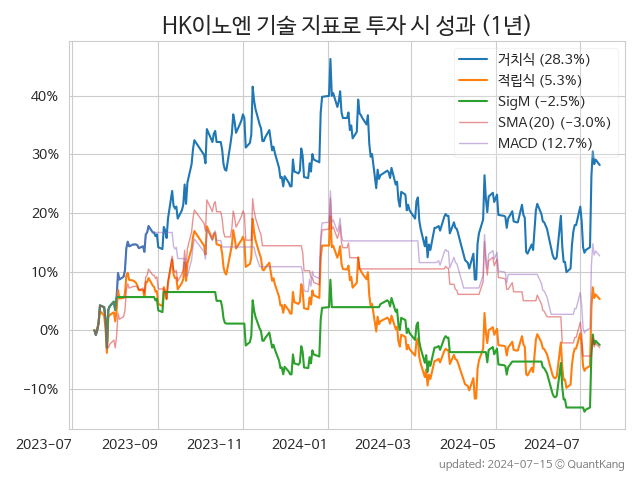 HK이노엔 기술 지표로 투자 시 성과 (1년)
거치식 (28.3%)
적립식 (5.3%)
SigM (−2.5%)
SMA(20) (−3.0%)
MACD (12.7%)
40%
30%
20%
10%
0%
−10%
2023-07 2023-09 2023-11 2024-01 2024-03 2024-05 2024-07
updated: 2024-07-15 © QuantKang